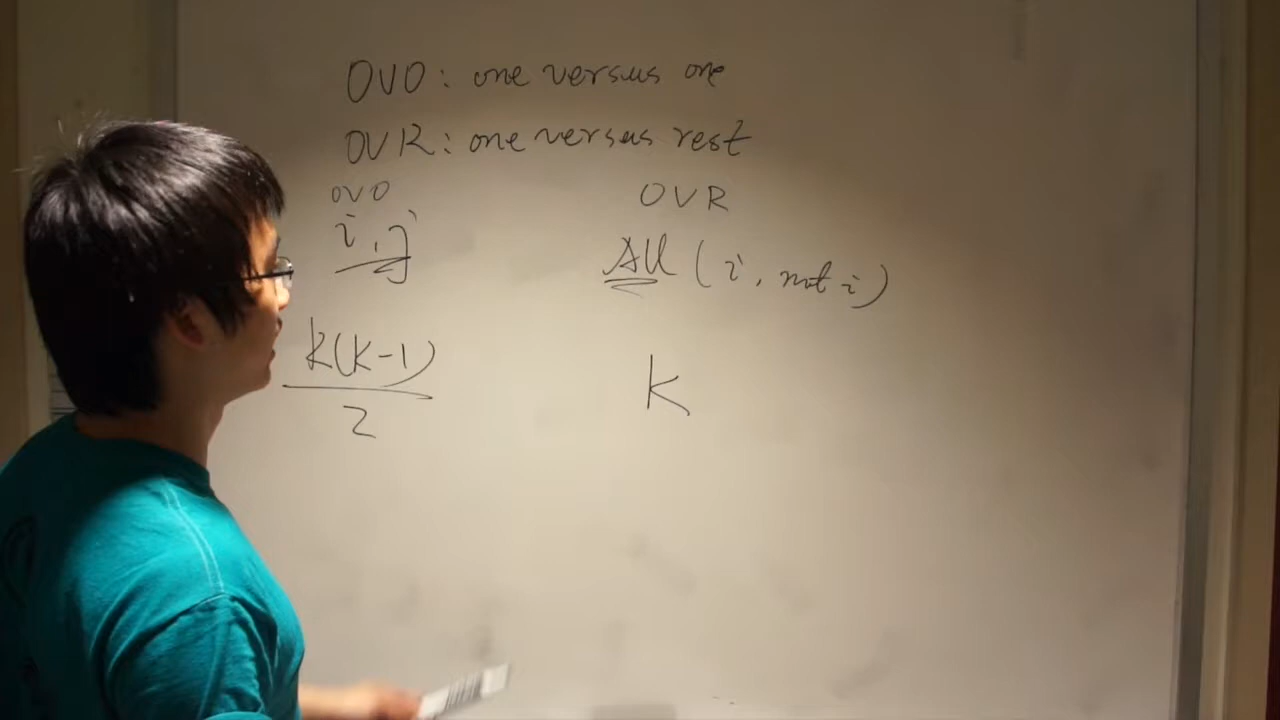 OVO: one versus one
OVR: one versus rest
OVO OVR
i, j All (i, not i)
k(k-1)
2
k